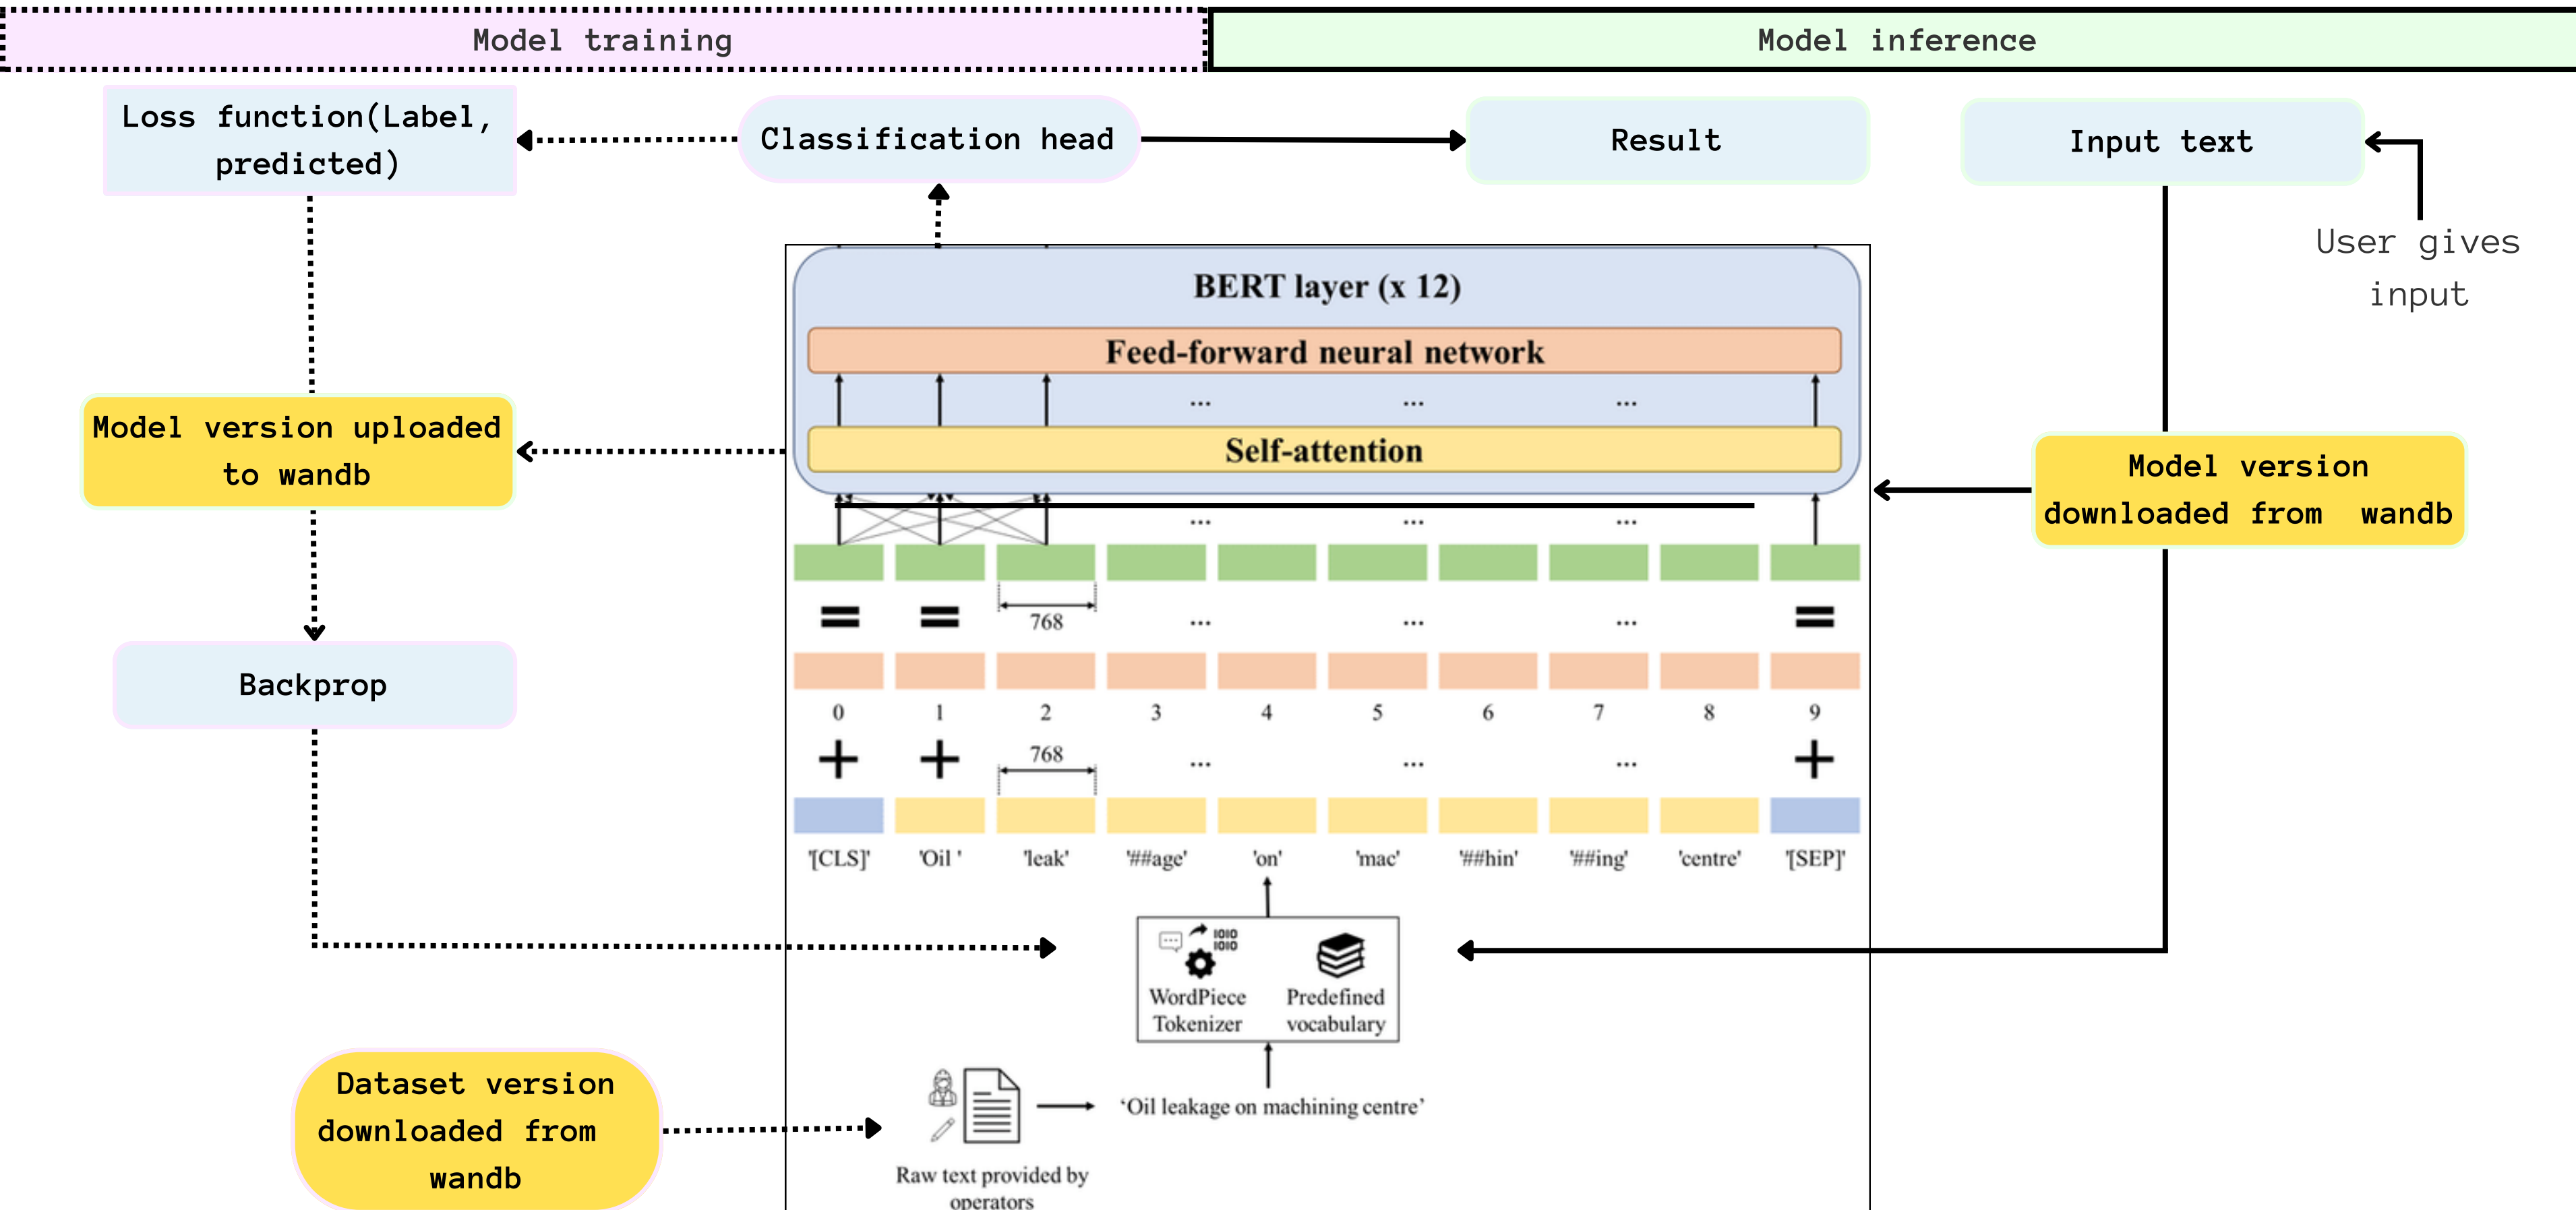 Model training
Model inference
Loss function(Label,
predicted)
Classification head
Result
Input text
User gives
input
BERT layer (x 12)
Feed-forward neural network
... ... ...
Self-attention
Model version uploaded
to wandb
Model version
downloaded from  wandb
... ... ...
= = 768 ... ... ... =
Backprop
0 1 2 3 4 5 6 7 8 9
+ + 768 ... ... ... +
'[CLS]' 'Oil ' 'leak' '##age' 'on' 'mac' '##hin' '##ing' 'centre' '[SEP]'
1010
1010
WordPiece
Tokenizer
Predefined
vocabulary
Dataset version
downloaded from
wandb
‘Oil leakage on machining centre’
Raw text provided by
operators